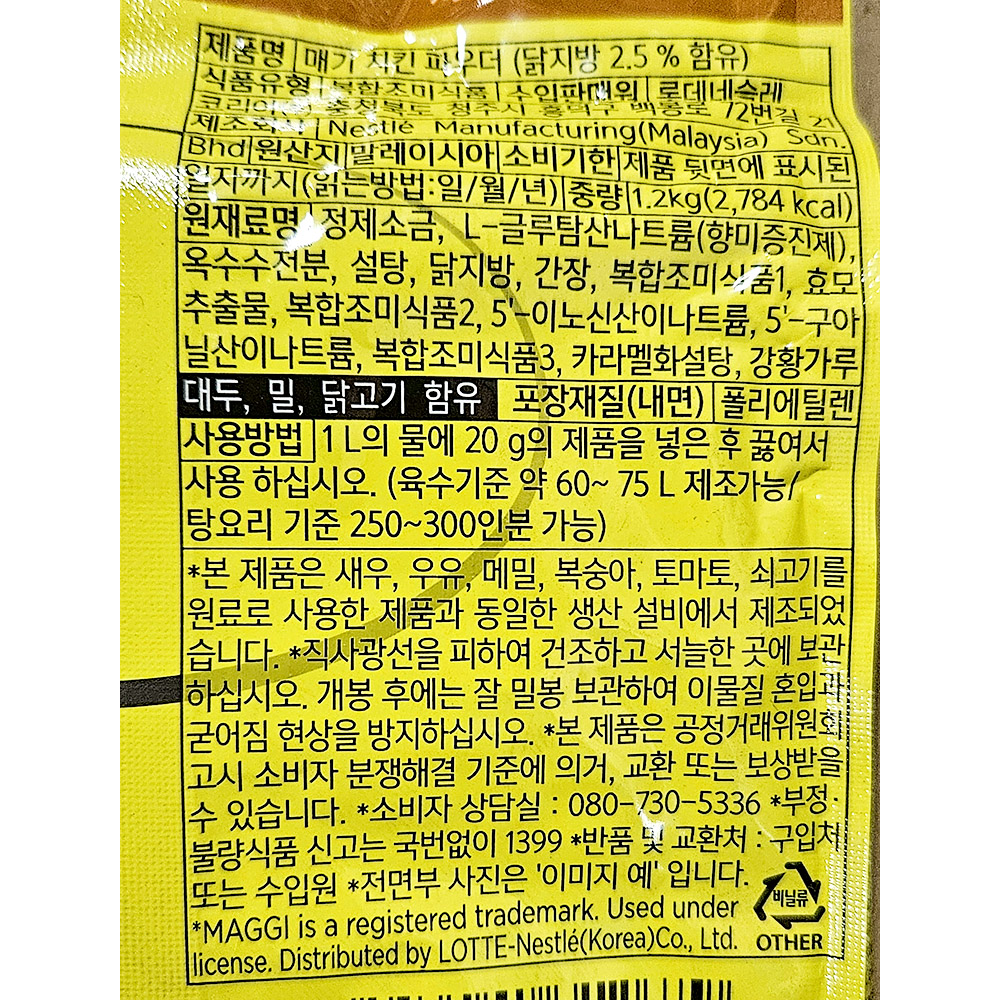 제품명 매기 치킨 파우더 (닭지방 2.5 % 함유)
식품유형 복합조미식품 수입판매원 롯데네슬레
코리아(주) 충청북도 청주시 흥덕구 백봉로 72번길 21
제조회사 Nestlé Manufacturing(Malaysia) Sdn.
Bhd 원산지 말레이시아 소비기한 제품 뒷면에 표시된
일자까지(읽는방법:일/월/년) 중량 1.2kg(2,784 kcal)
원재료명 정제소금, L-글루탐산나트륨(향미증진제),
옥수수전분, 설탕, 닭지방, 간장, 복합조미식품1, 효모
추출물, 복합조미식품2, 5'-이노신산이나트륨, 5'-구아
닐산이나트륨, 복합조미식품3, 카라멜화설탕, 강황가루
대두, 밀, 닭고기 함유 포장재질(내면) 폴리에틸렌
사용방법 1 L의 물에 20 g의 제품을 넣은 후 끓여서
사용 하십시오. (육수기준 약 60~ 75 L 제조가능/
탕요리 기준 250~300인분 가능)
*본 제품은 새우, 우유, 메밀, 복숭아, 토마토, 쇠고기를
원료로 사용한 제품과 동일한 생산 설비에서 제조되었
습니다. *직사광선을 피하여 건조하고 서늘한 곳에 보관
하십시오. 개봉 후에는 잘 밀봉 보관하여 이물질 혼입과
굳어짐 현상을 방지하십시오. *본 제품은 공정거래위원회
고시 소비자 분쟁해결 기준에 의거, 교환 또는 보상받을
수 있습니다. *소비자 상담실 : 080-730-5336 *부정·
불량식품 신고는 국번없이 1399 *반품 및 교환처 : 구입처
또는 수입원 *전면부 사진은 '이미지 예' 입니다.
*MAGGI is a registered trademark. Used under
license. Distributed by LOTTE-Nestlé(Korea)Co., Ltd.
비닐류
OTHER